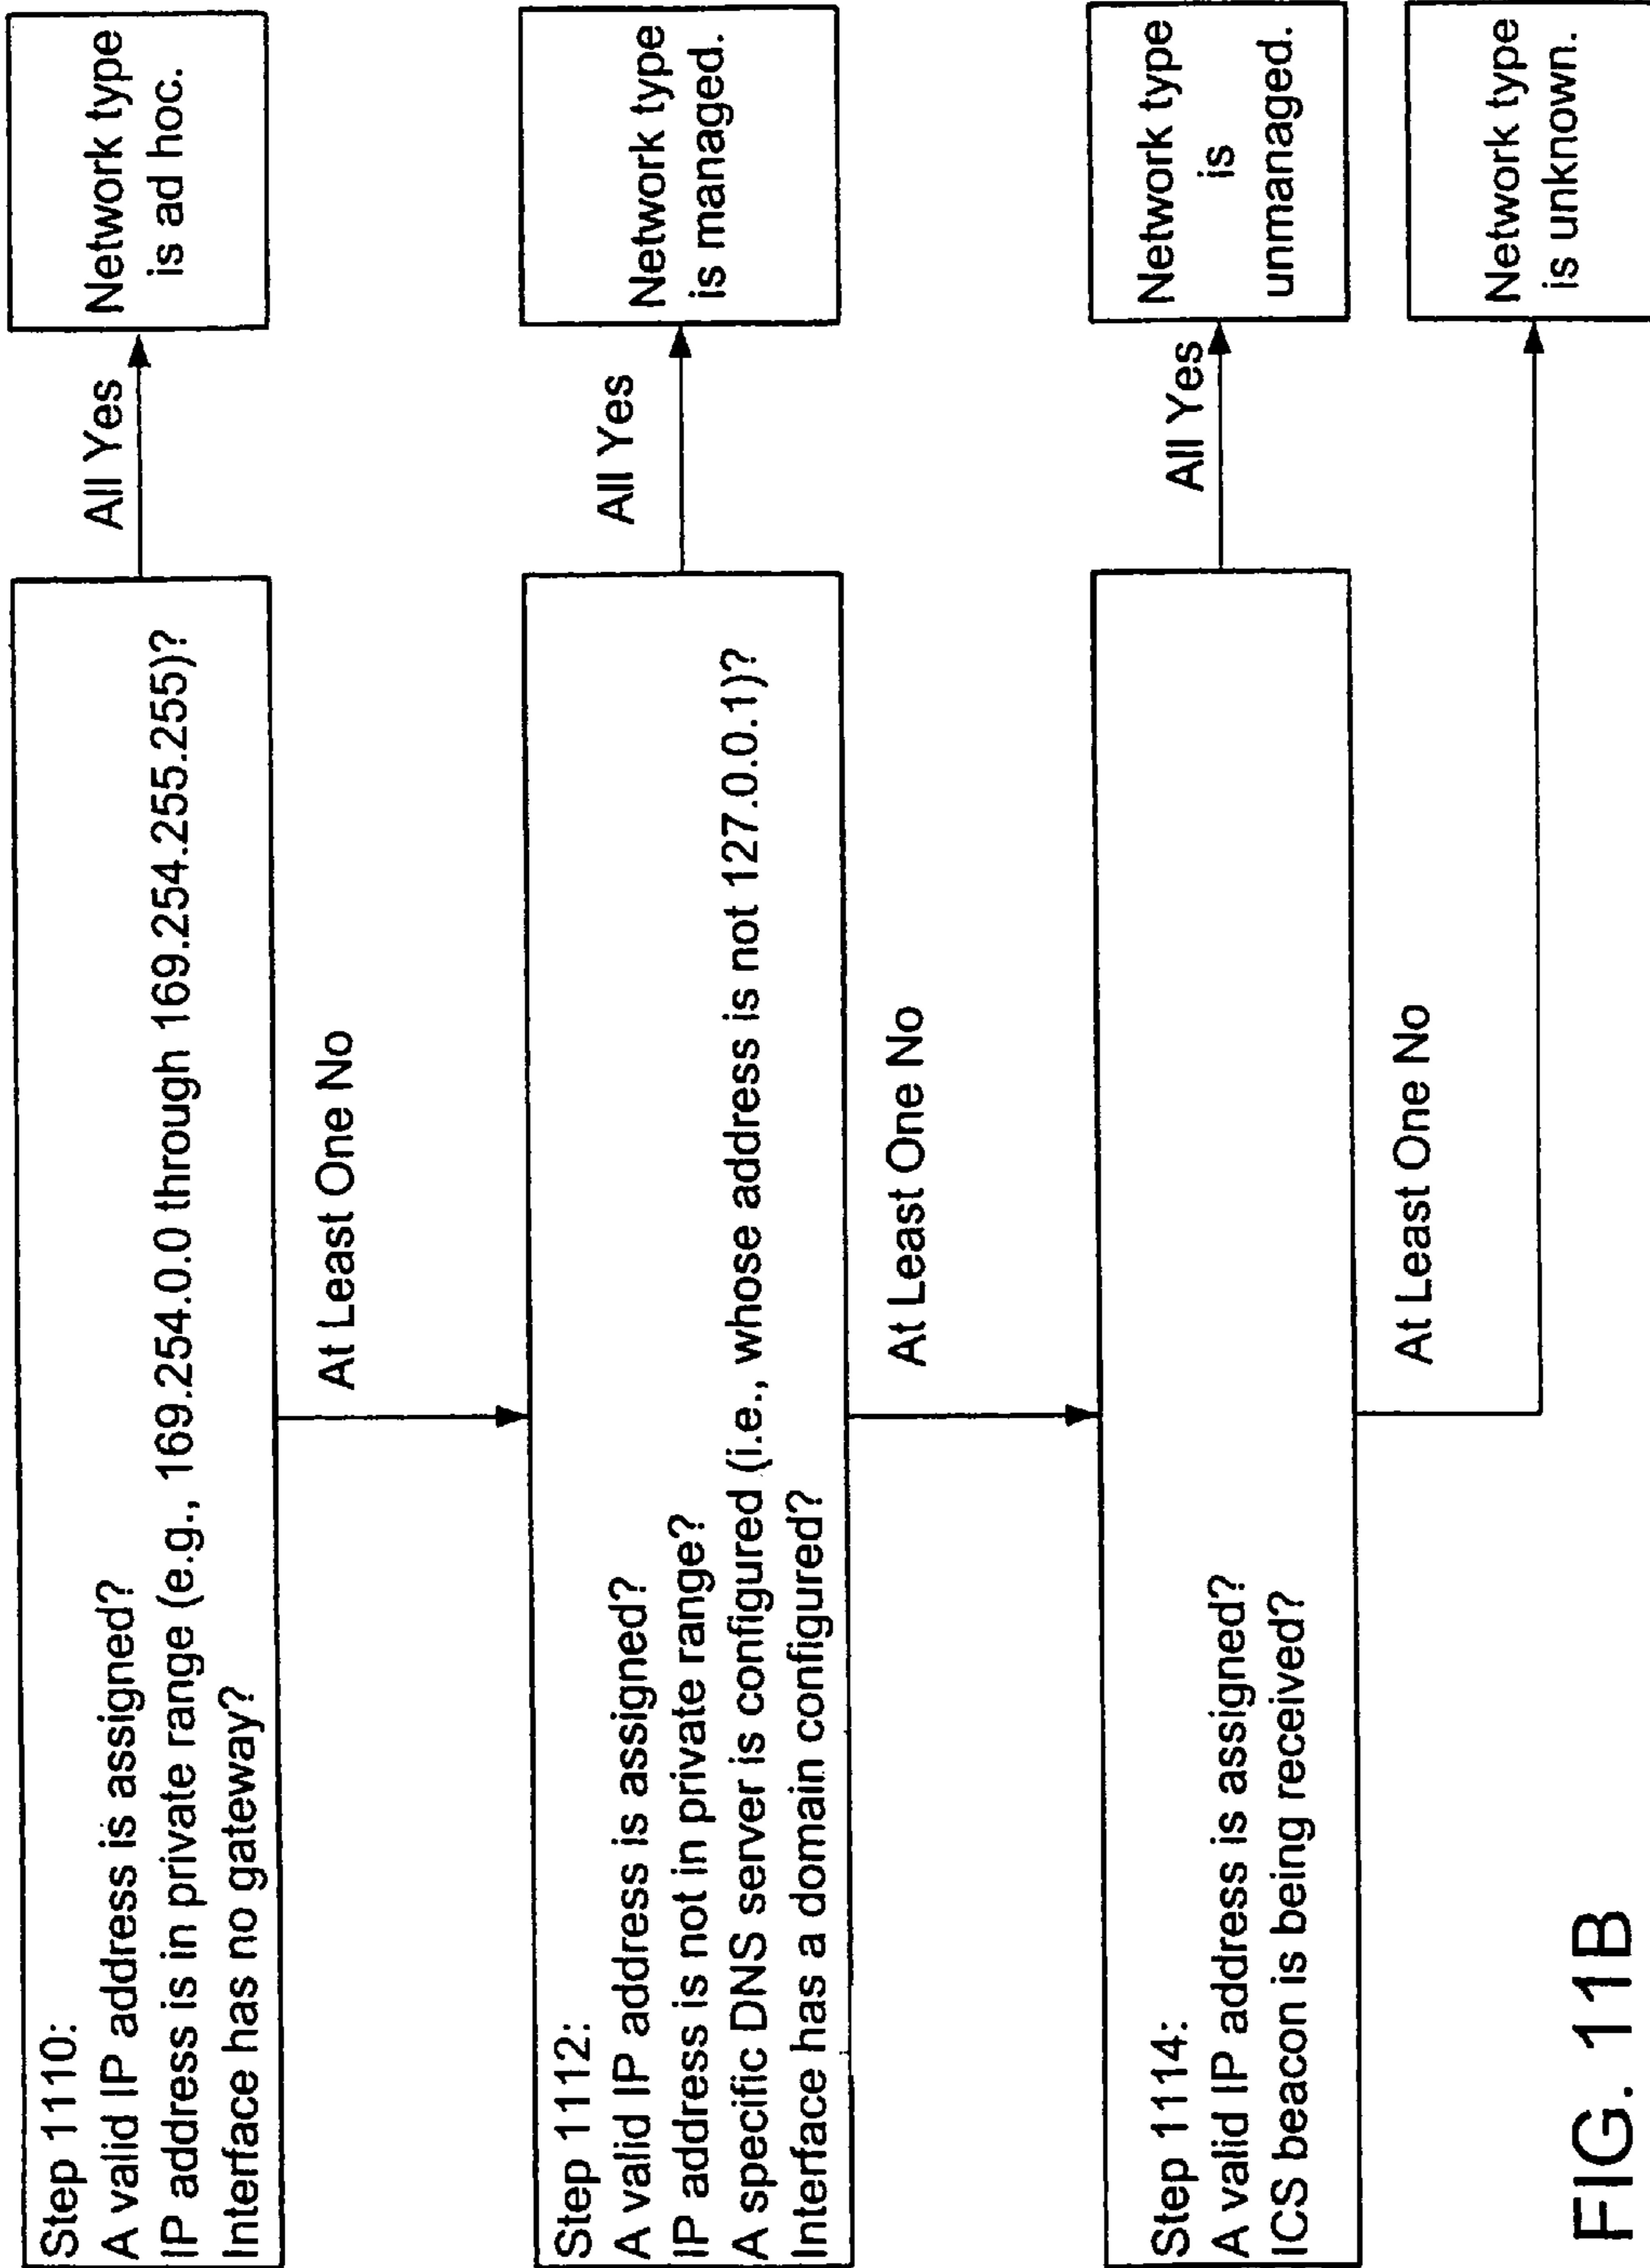 Step 1110:
A valid IP address is assigned?
IP address is in private range (e.g., 169.254.0.0 through 169.254.255.255)?
Interface has no gateway?
All Yes
Network type
is ad hoc.
At Least One No
Step 1112:
A valid IP address is assigned?
IP address is not in private range?
A specific DNS server is configured (i.e., whose address is not 127.0.0.1)?
Interface has a domain configured?
All Yes
Network type
is managed.
At Least One No
Step 1114:
A valid IP address is assigned?
ICS beacon is being received?
All Yes
Network type
is
unmanaged.
At Least One No
Network type
is unknown.
FIG. 11B